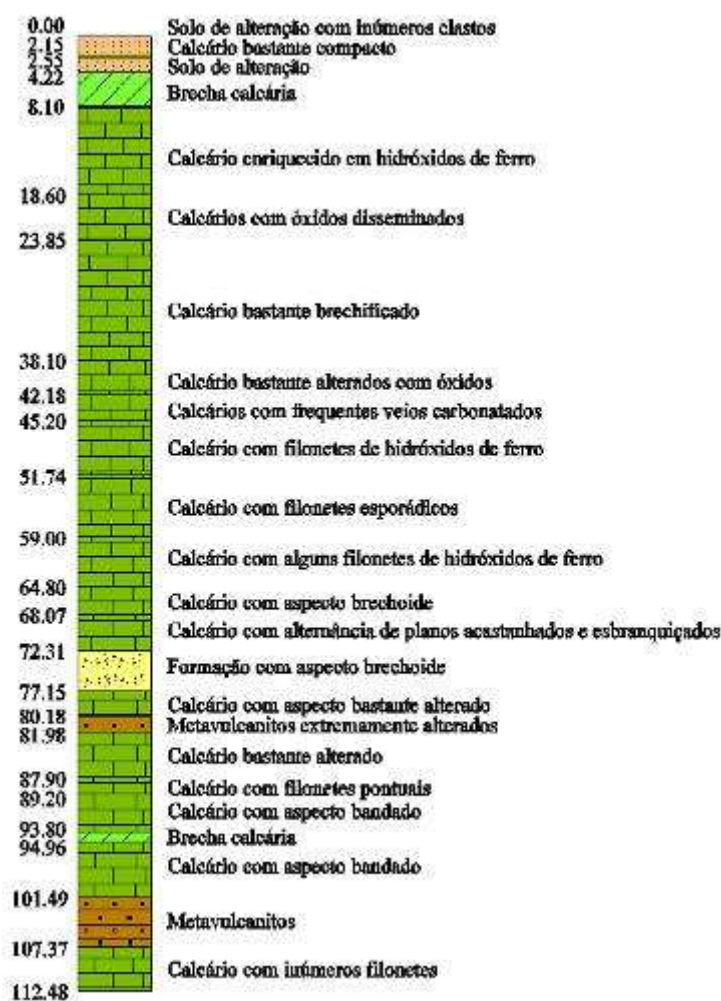 0.00 Solo de alteração com inúmeros clastos
2.15 Calcário bastante compacto
2.55 Solo de alteração
4.22 Brecha calcária
8.10
Calcário enriquecido em hidróxidos de ferro
18.60
Calcários com óxidos disseminados
23.85
Calcário bastante brechificado
38.10
Calcário bastante alterados com óxidos
42.18
Calcários com frequentes veios carbonatados
45.20
Calcário com filonetes de hidróxidos de ferro
51.74
Calcário com filonetes esporádicos
59.00
Calcário com alguns filonetes de hidróxidos de ferro
64.80
Calcário com aspecto brechoide
68.07
Calcário com alternância de planos acastanhados e esbranquiçados
72.31
Formação com aspecto brechoide
77.15
Calcário com aspecto bastante alterado
80.18
Metavulcanitos extremamente alterados
81.98
Calcário bastante alterado
87.90
Calcário com filonetes pontuais
89.20
Calcário com aspecto bandado
93.80
Brecha calcária
94.96
Calcário com aspecto bandado
101.49
Metavulcanitos
107.37
Calcário com inúmeros filonetes
112.48